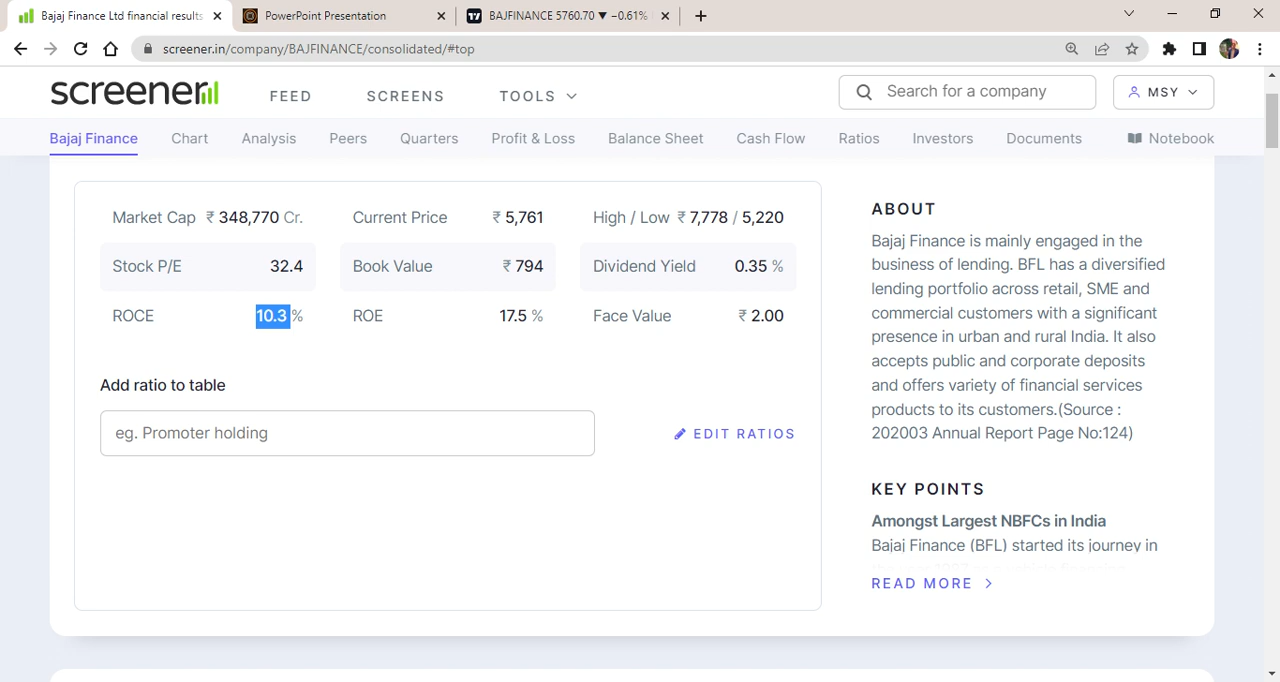 Bajaj Finance Ltd financial results
PowerPoint Presentation
BAJFINANCE 5760.70 ▼ −0.61%
screener.in/company/BAJFINANCE/consolidated/#top
screener
FEED
SCREENS
TOOLS
Search for a company
MSY
Bajaj Finance
Chart
Analysis
Peers
Quarters
Profit & Loss
Balance Sheet
Cash Flow
Ratios
Investors
Documents
Notebook
Market Cap ₹ 348,770 Cr.
Current Price ₹ 5,761
High / Low ₹ 7,778 / 5,220
Stock P/E 32.4
Book Value ₹ 794
Dividend Yield 0.35 %
ROCE 10.3 %
ROE 17.5 %
Face Value ₹ 2.00
Add ratio to table
eg. Promoter holding
EDIT RATIOS
ABOUT
Bajaj Finance is mainly engaged in the
business of lending. BFL has a diversified
lending portfolio across retail, SME and
commercial customers with a significant
presence in urban and rural India. It also
accepts public and corporate deposits
and offers variety of financial services
products to its customers.(Source :
202003 Annual Report Page No:124)
KEY POINTS
Amongst Largest NBFCs in India
Bajaj Finance (BFL) started its journey in
READ MORE